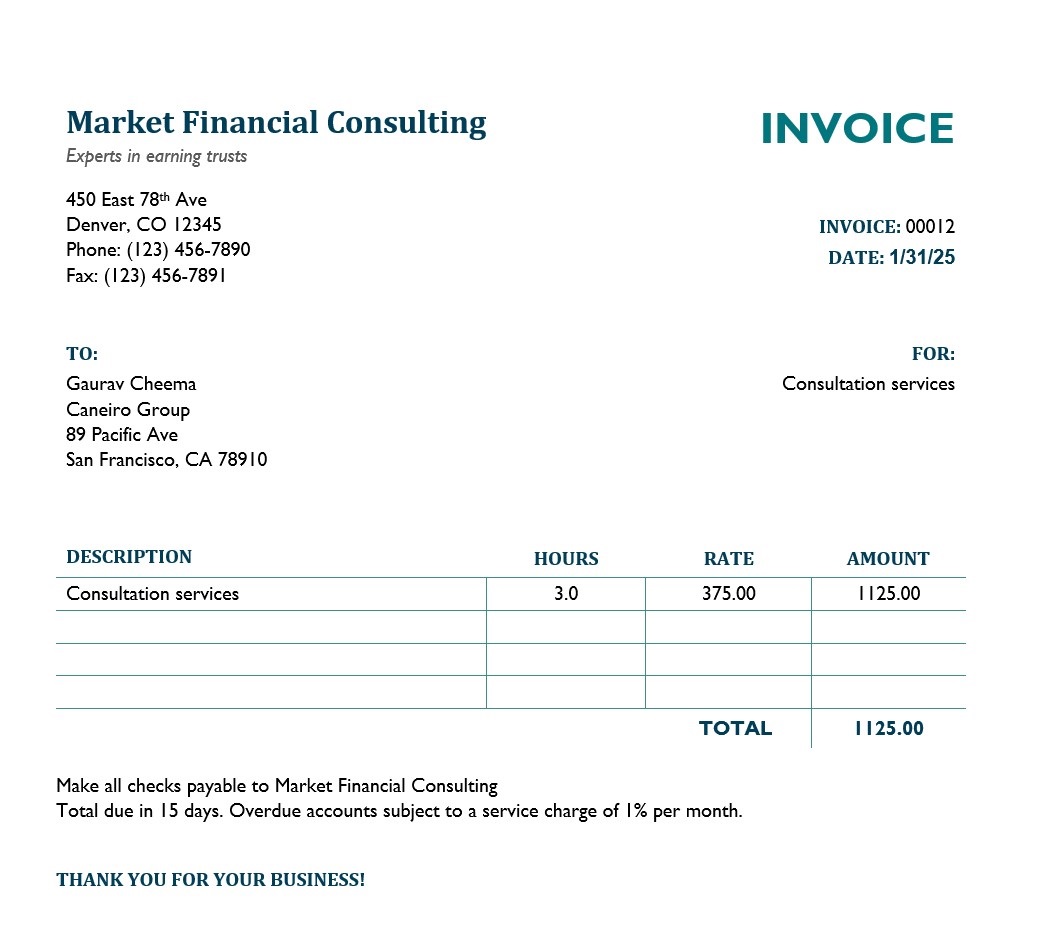 Market Financial Consulting
INVOICE
Experts in earning trusts
450 East 78th Ave
Denver, CO 12345
Phone: (123) 456-7890
Fax: (123) 456-7891
INVOICE: 00012
DATE: 1/31/25
TO:
Gaurav Cheema
Caneiro Group
89 Pacific Ave
San Francisco, CA 78910
FOR:
Consultation services
DESCRIPTION HOURS RATE AMOUNT
Consultation services 3.0 375.00 1125.00
TOTAL 1125.00
Make all checks payable to Market Financial Consulting
Total due in 15 days. Overdue accounts subject to a service charge of 1% per month.
THANK YOU FOR YOUR BUSINESS!